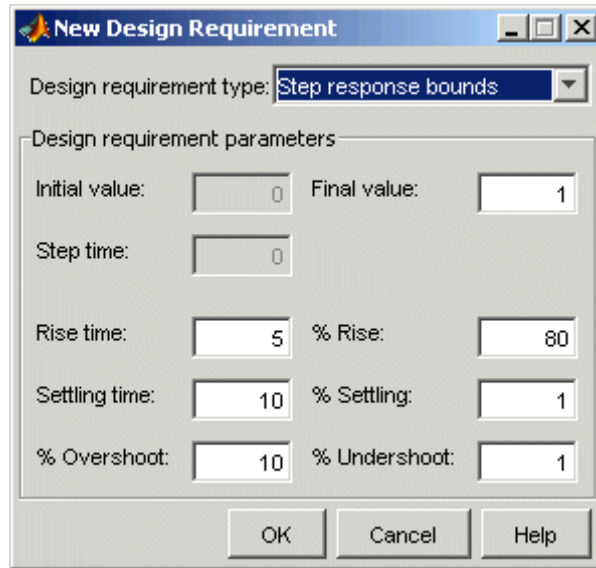 New Design Requirement
Design requirement type: Step response bounds
Design requirement parameters
Initial value: 0 Final value: 1
Step time: 0
Rise time: 5 % Rise: 80
Settling time: 10 % Settling: 1
% Overshoot: 10 % Undershoot: 1
OK Cancel Help